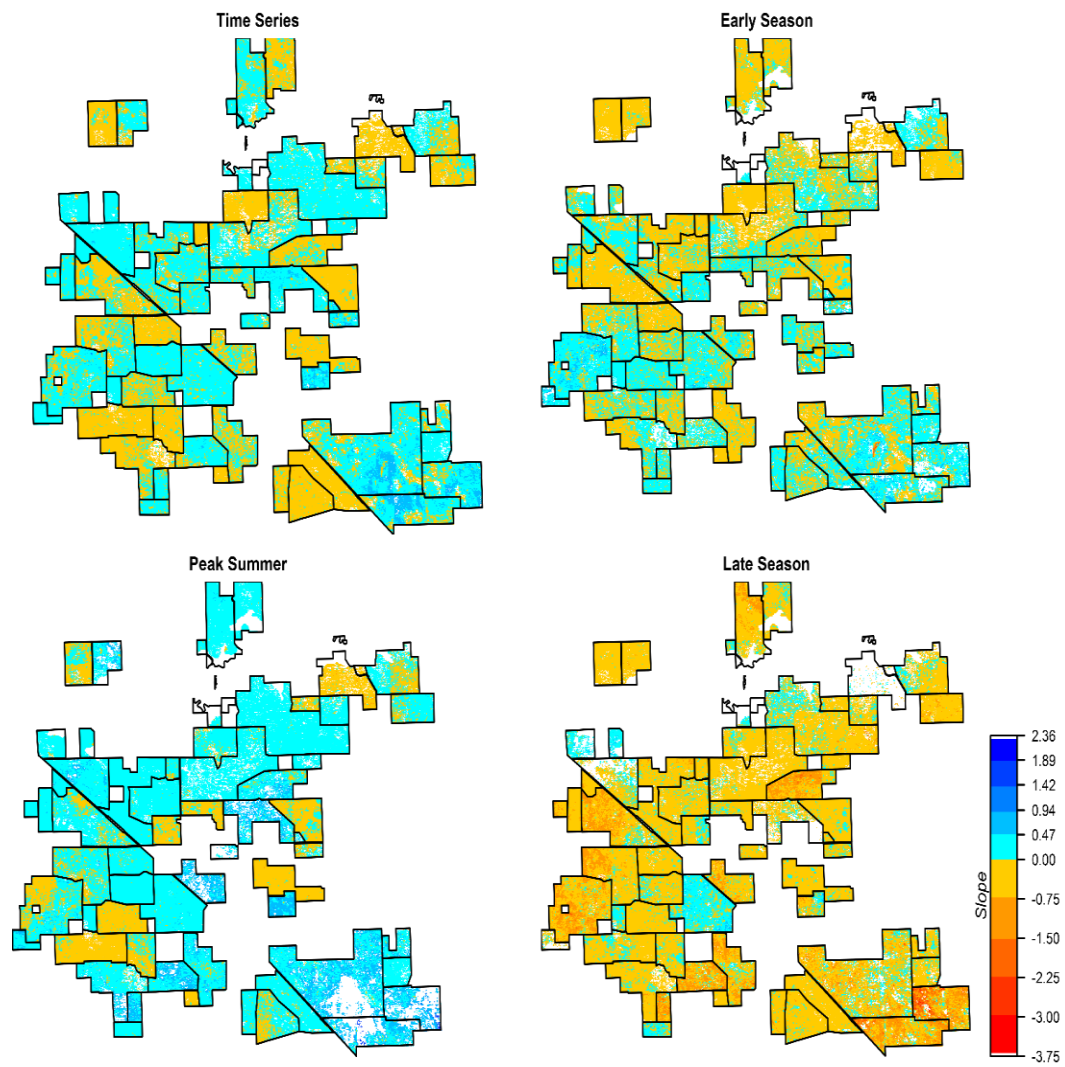 Time Series
Early Season
Peak Summer
Late Season
2.36
1.89
1.42
0.94
0.47
0.00
-0.75
-1.50
-2.25
-3.00
-3.75
Slope